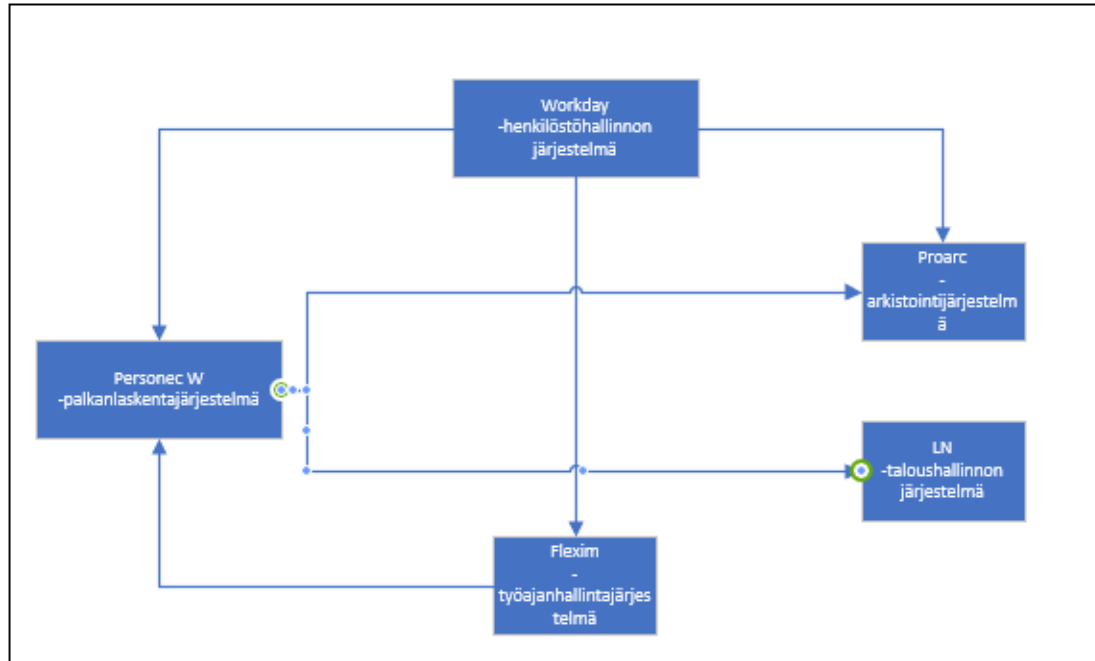 Workday
-henkilöstöhallinnon
järjestelmä
Proarc
-
arkistointijärjestelm
ä
Personec W
-palkanlaskentajärjestelmä
LN
-taloushallinnon
järjestelmä
Flexim
-
työajanhallintajärjes
telmä